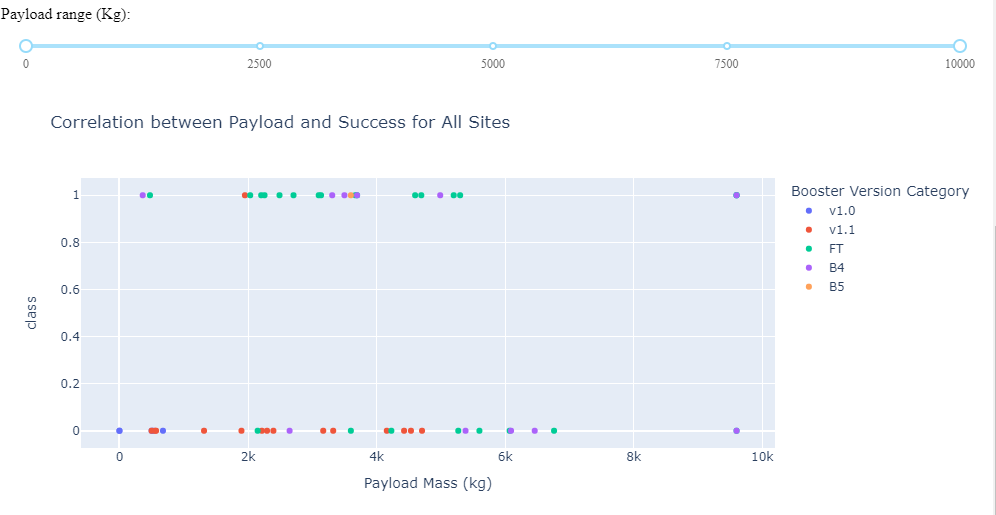 Payload range (Kg):
0 2500 5000 7500 10000
Correlation between Payload and Success for All Sites
Booster Version Category
v1.0
v1.1
FT
B4
B5
class
1
0.8
0.6
0.4
0.2
0
0 2k 4k 6k 8k 10k
Payload Mass (kg)